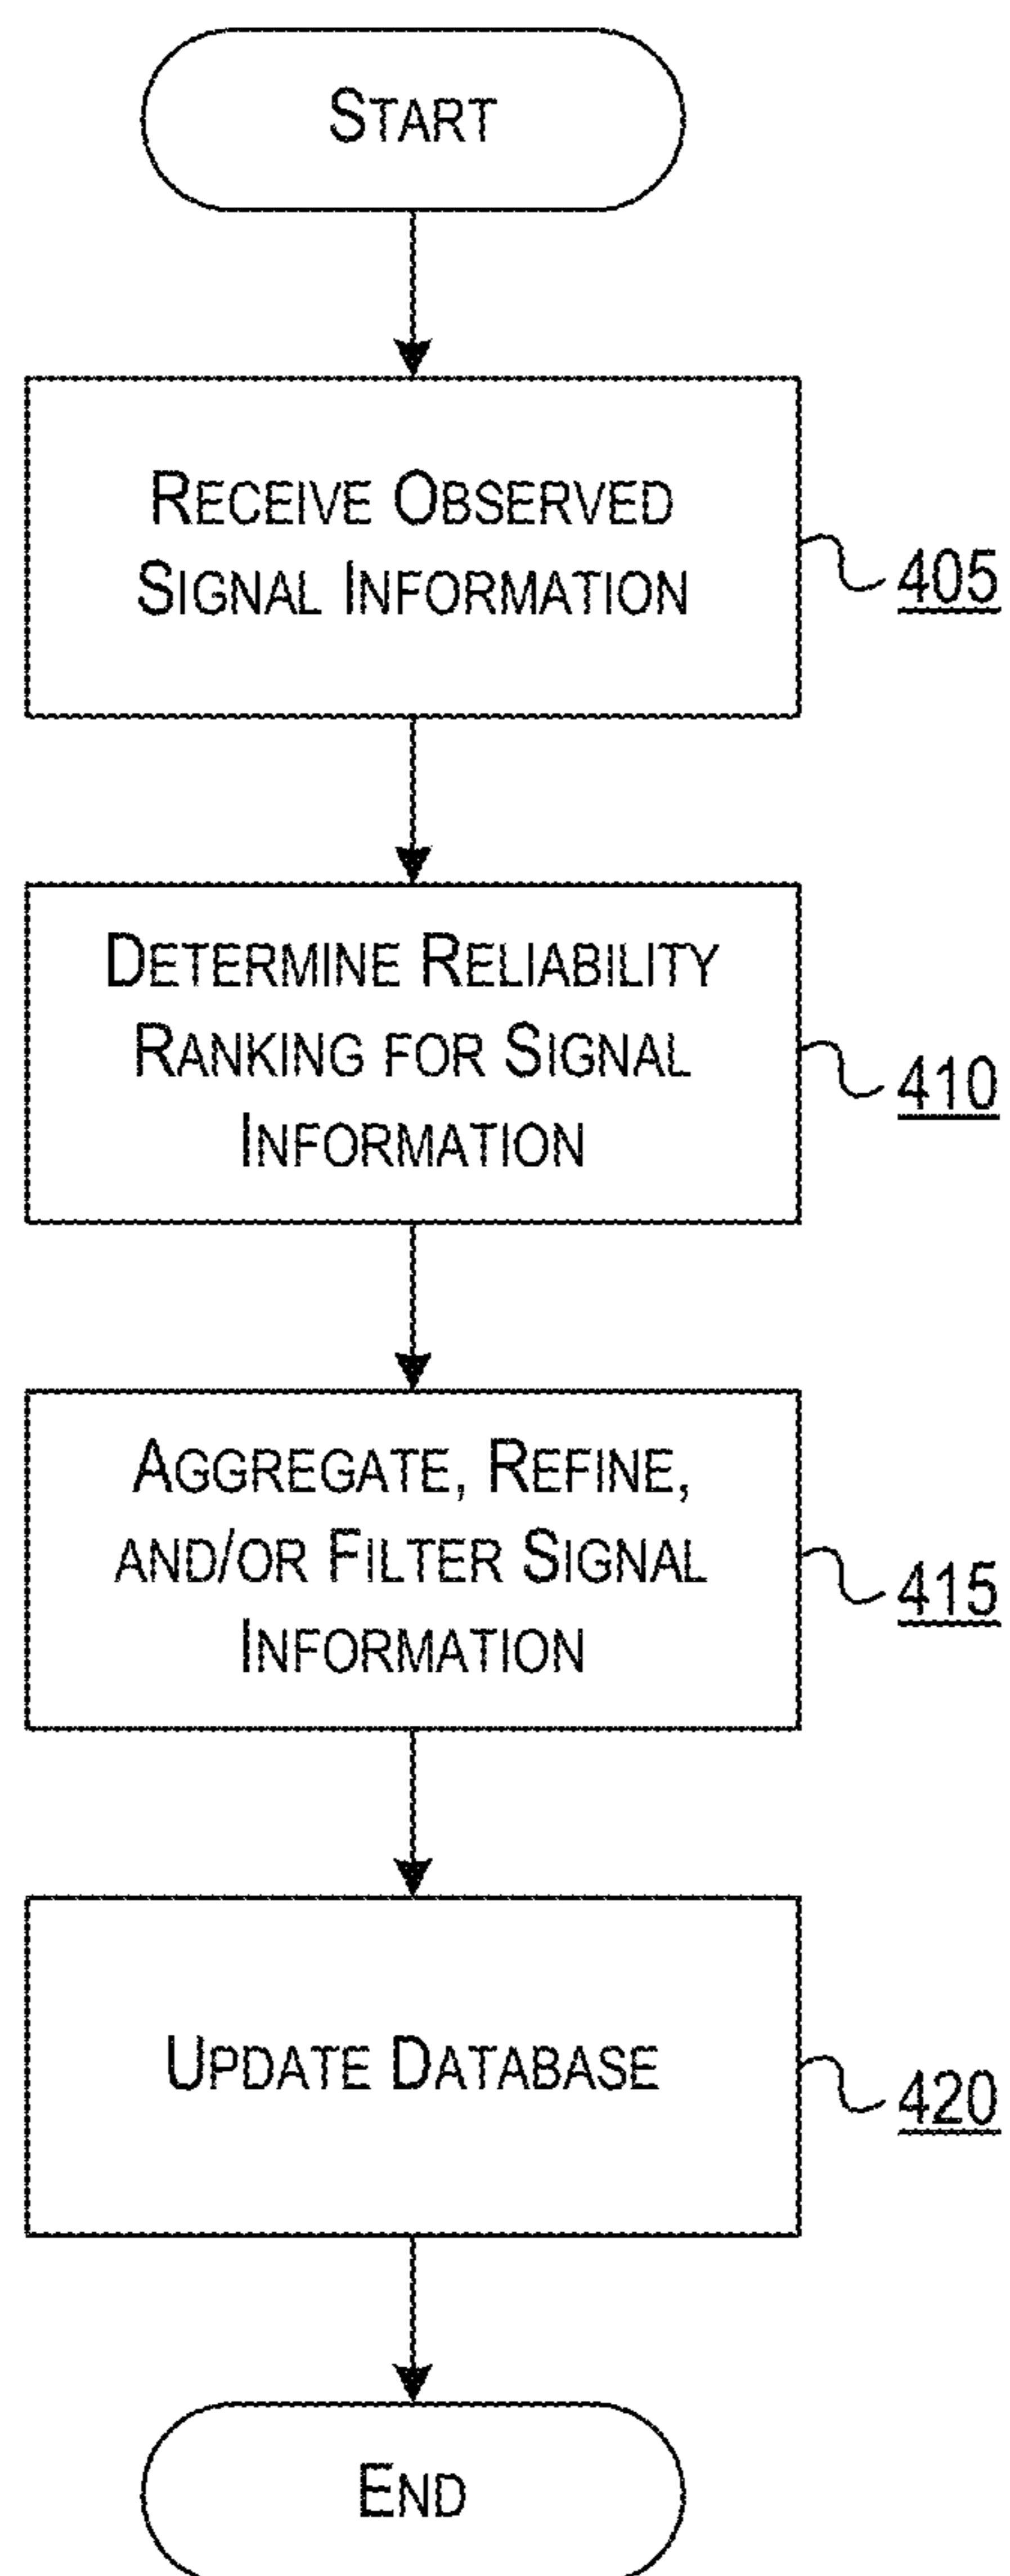 START
RECEIVE OBSERVED
SIGNAL INFORMATION
405
DETERMINE RELIABILITY
RANKING FOR SIGNAL
INFORMATION
410
AGGREGATE, REFINE,
AND/OR FILTER SIGNAL
INFORMATION
415
UPDATE DATABASE
420
END